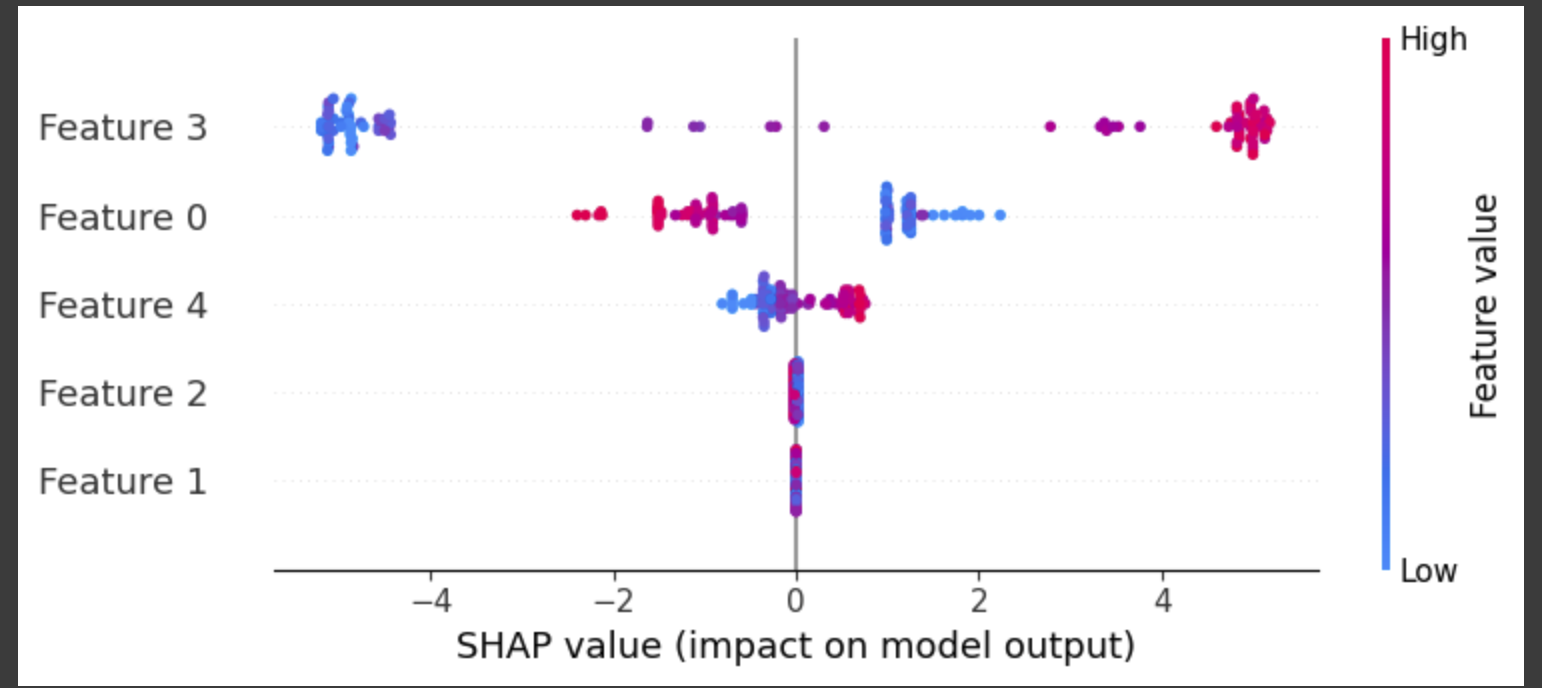 High
Feature 3
Feature 0
Feature 4
Feature 2
Feature 1
Feature value
Low
−4 −2 0 2 4
SHAP value (impact on model output)